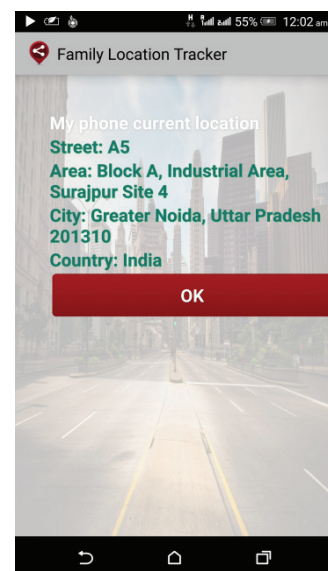 H R 55% 12:02 am
Family Location Tracker
My phone current location
Street: A5
Area: Block A, Industrial Area,
Surajpur Site 4
City: Greater Noida, Uttar Pradesh
201310
Country: India
OK